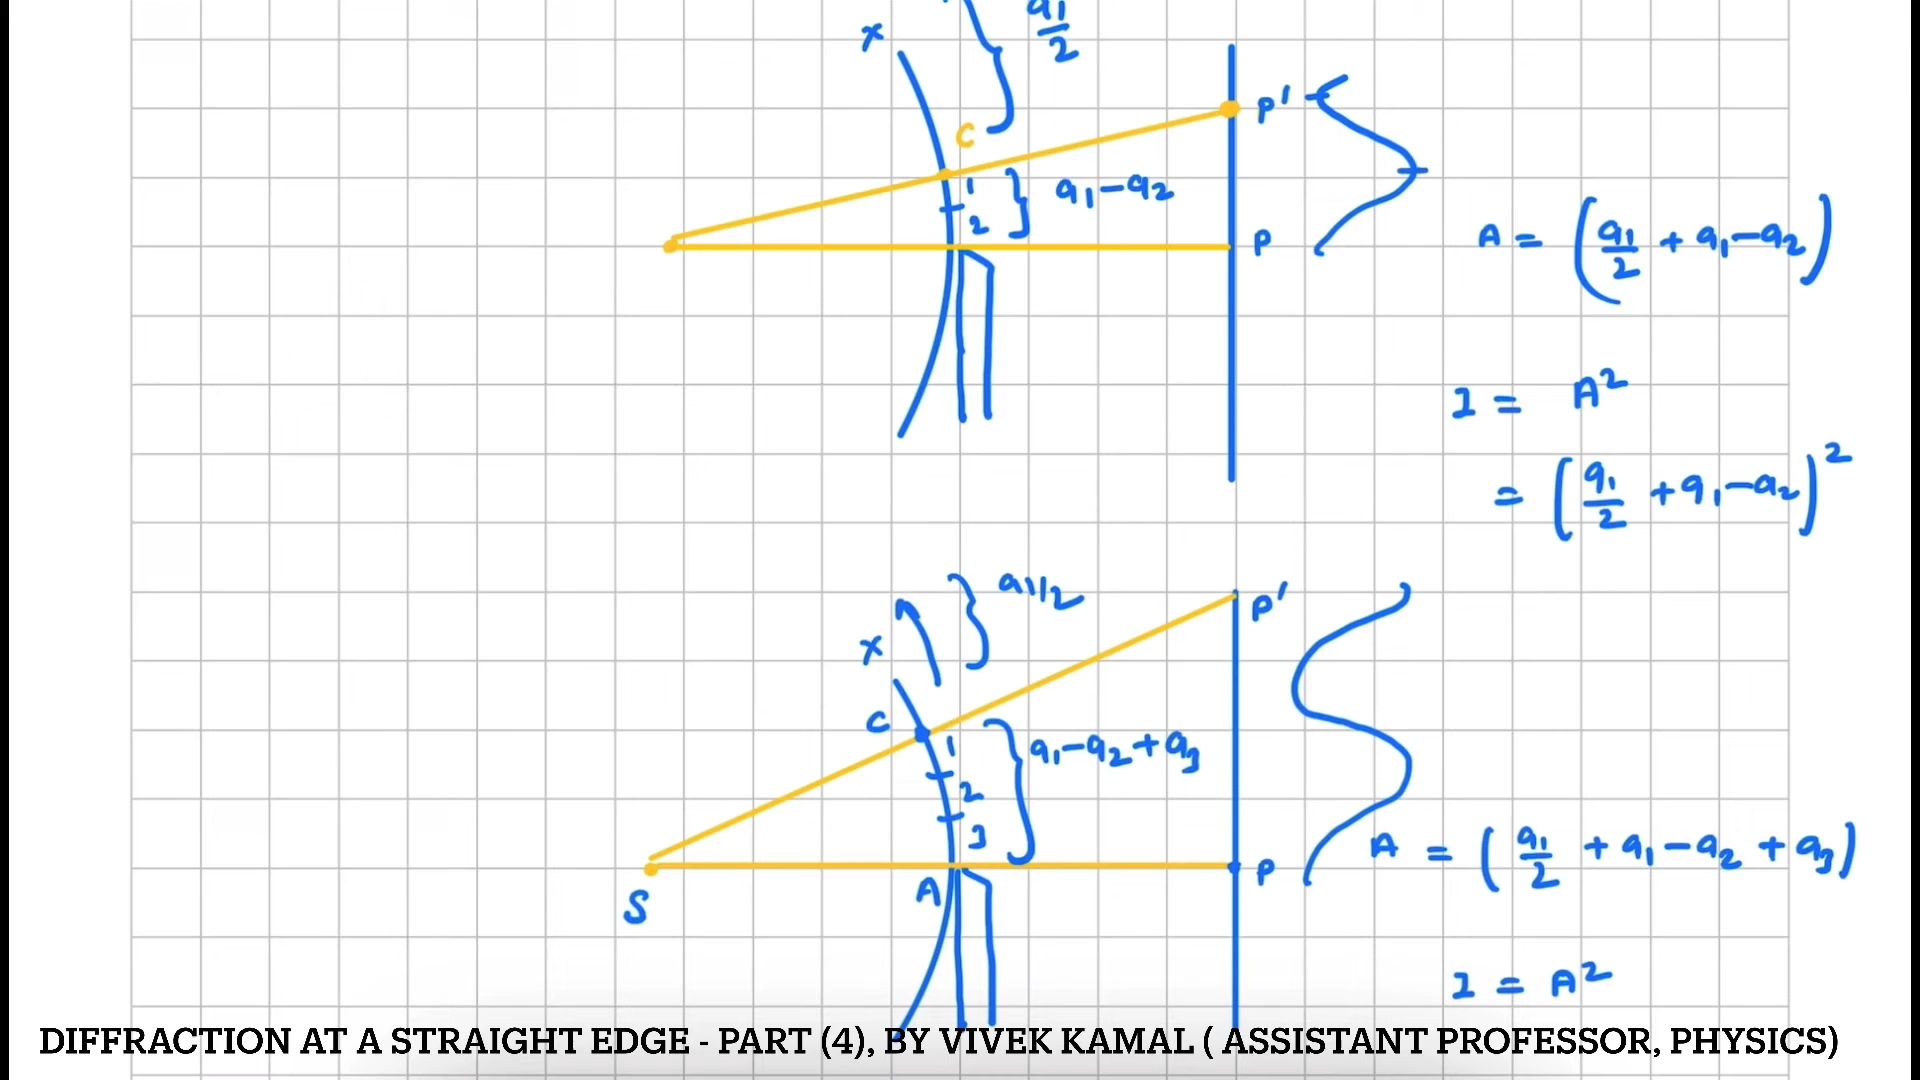 a₁/2
x
C
P'
1
2
a₁-a₂
P
A = (a₁/2 + a₁-a₂)
I = A²
= (a₁/2 + a₁-a₂)²
a₁/₂
P'
x
C
1
2
3
a₁-a₂+a₃
A = (a₁/2 + a₁-a₂+a₃)
P
S
A
I = A²
DIFFRACTION AT A STRAIGHT EDGE - PART (4), BY VIVEK KAMAL ( ASSISTANT PROFESSOR, PHYSICS)